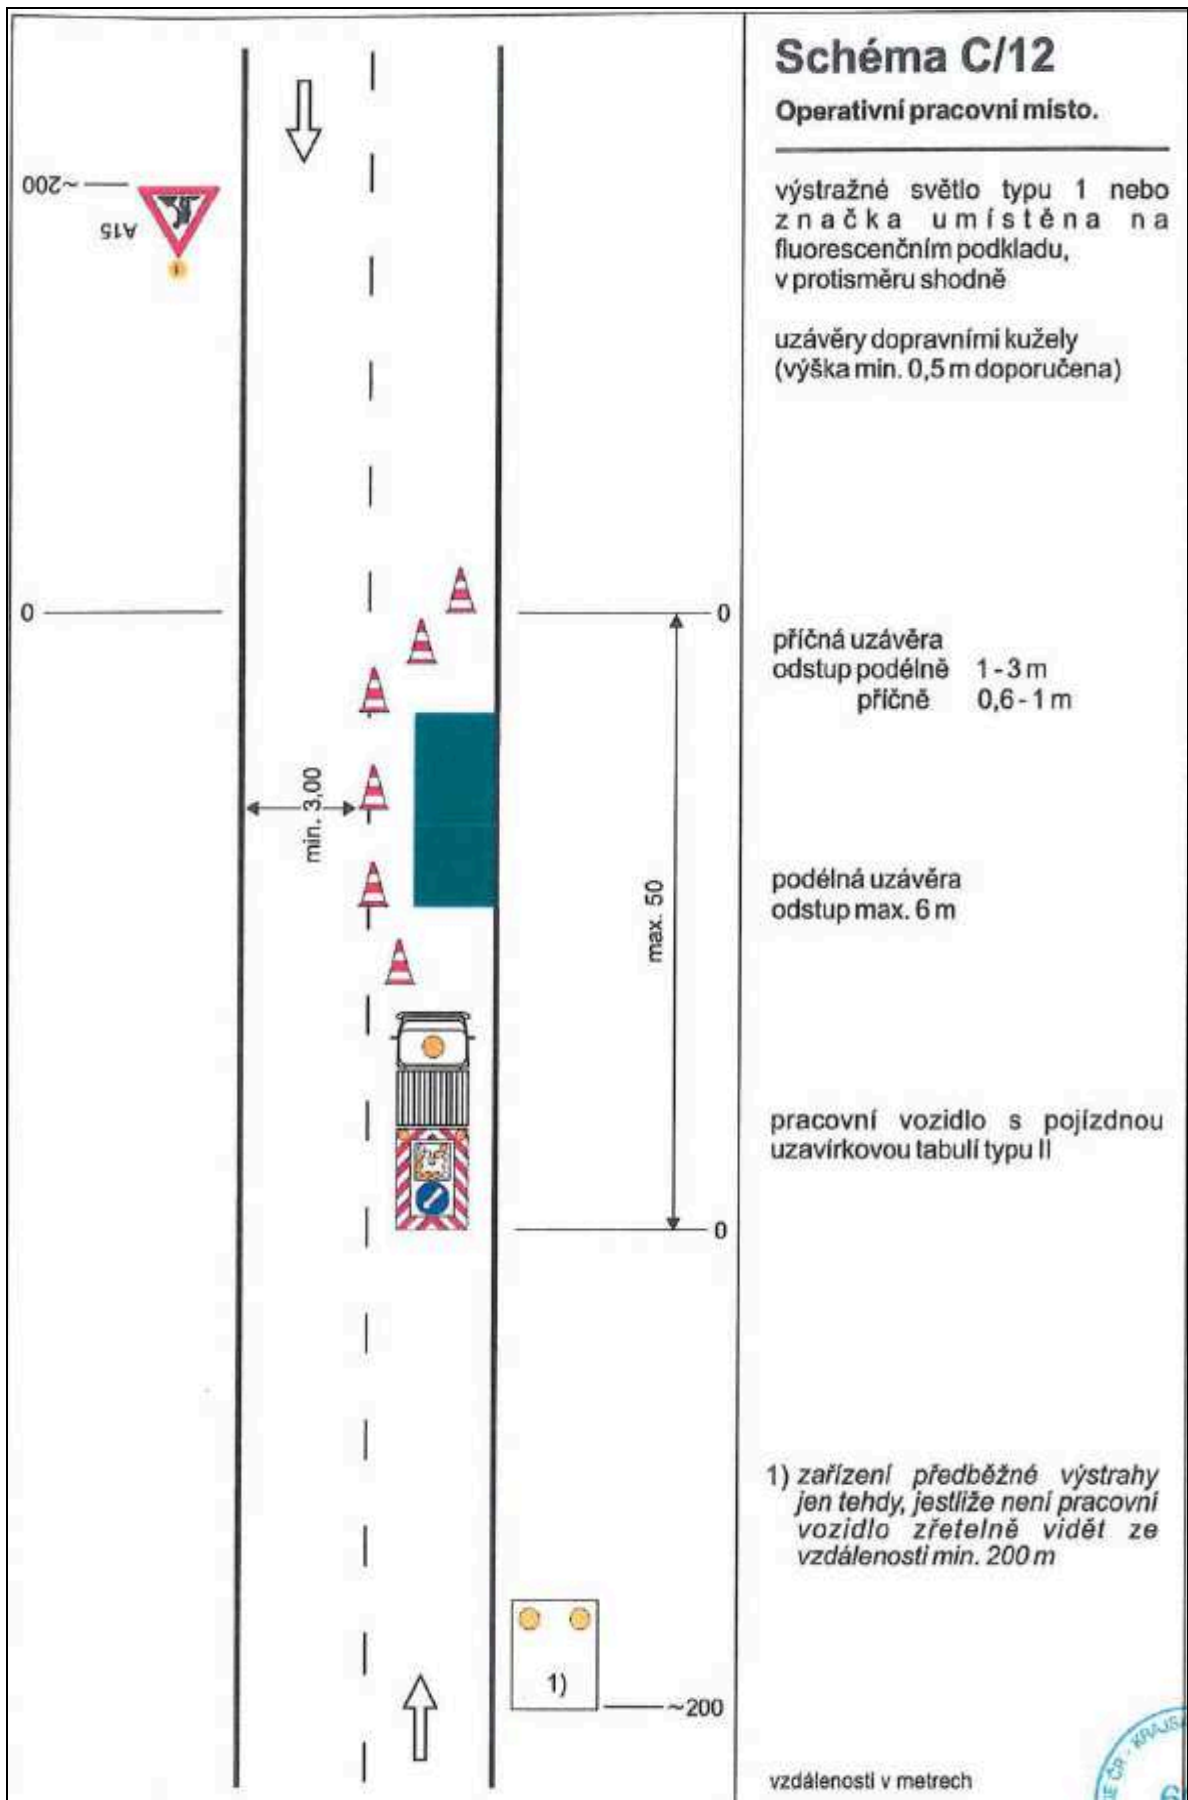 Schéma C/12
Operativní pracovní místo.
výstražné světlo typu 1 nebo
značka umístěna na
fluorescenčním podkladu,
v protisměru shodně
uzávěry dopravními kužely
(výška min. 0,5 m doporučena)
~200
A15
0
0
příčná uzávěra
odstup podélně 1 - 3 m
příčně 0,6 - 1 m
min. 3,00
max. 50
podélná uzávěra
odstup max. 6 m
pracovní vozidlo s pojízdnou
uzavírkovou tabulí typu II
0
1) zařízení předběžné výstrahy
jen tehdy, jestliže není pracovní
vozidlo zřetelně vidět ze
vzdálenosti min. 200 m
1)
~200
vzdálenosti v metrech
ČR - KRAJS
6